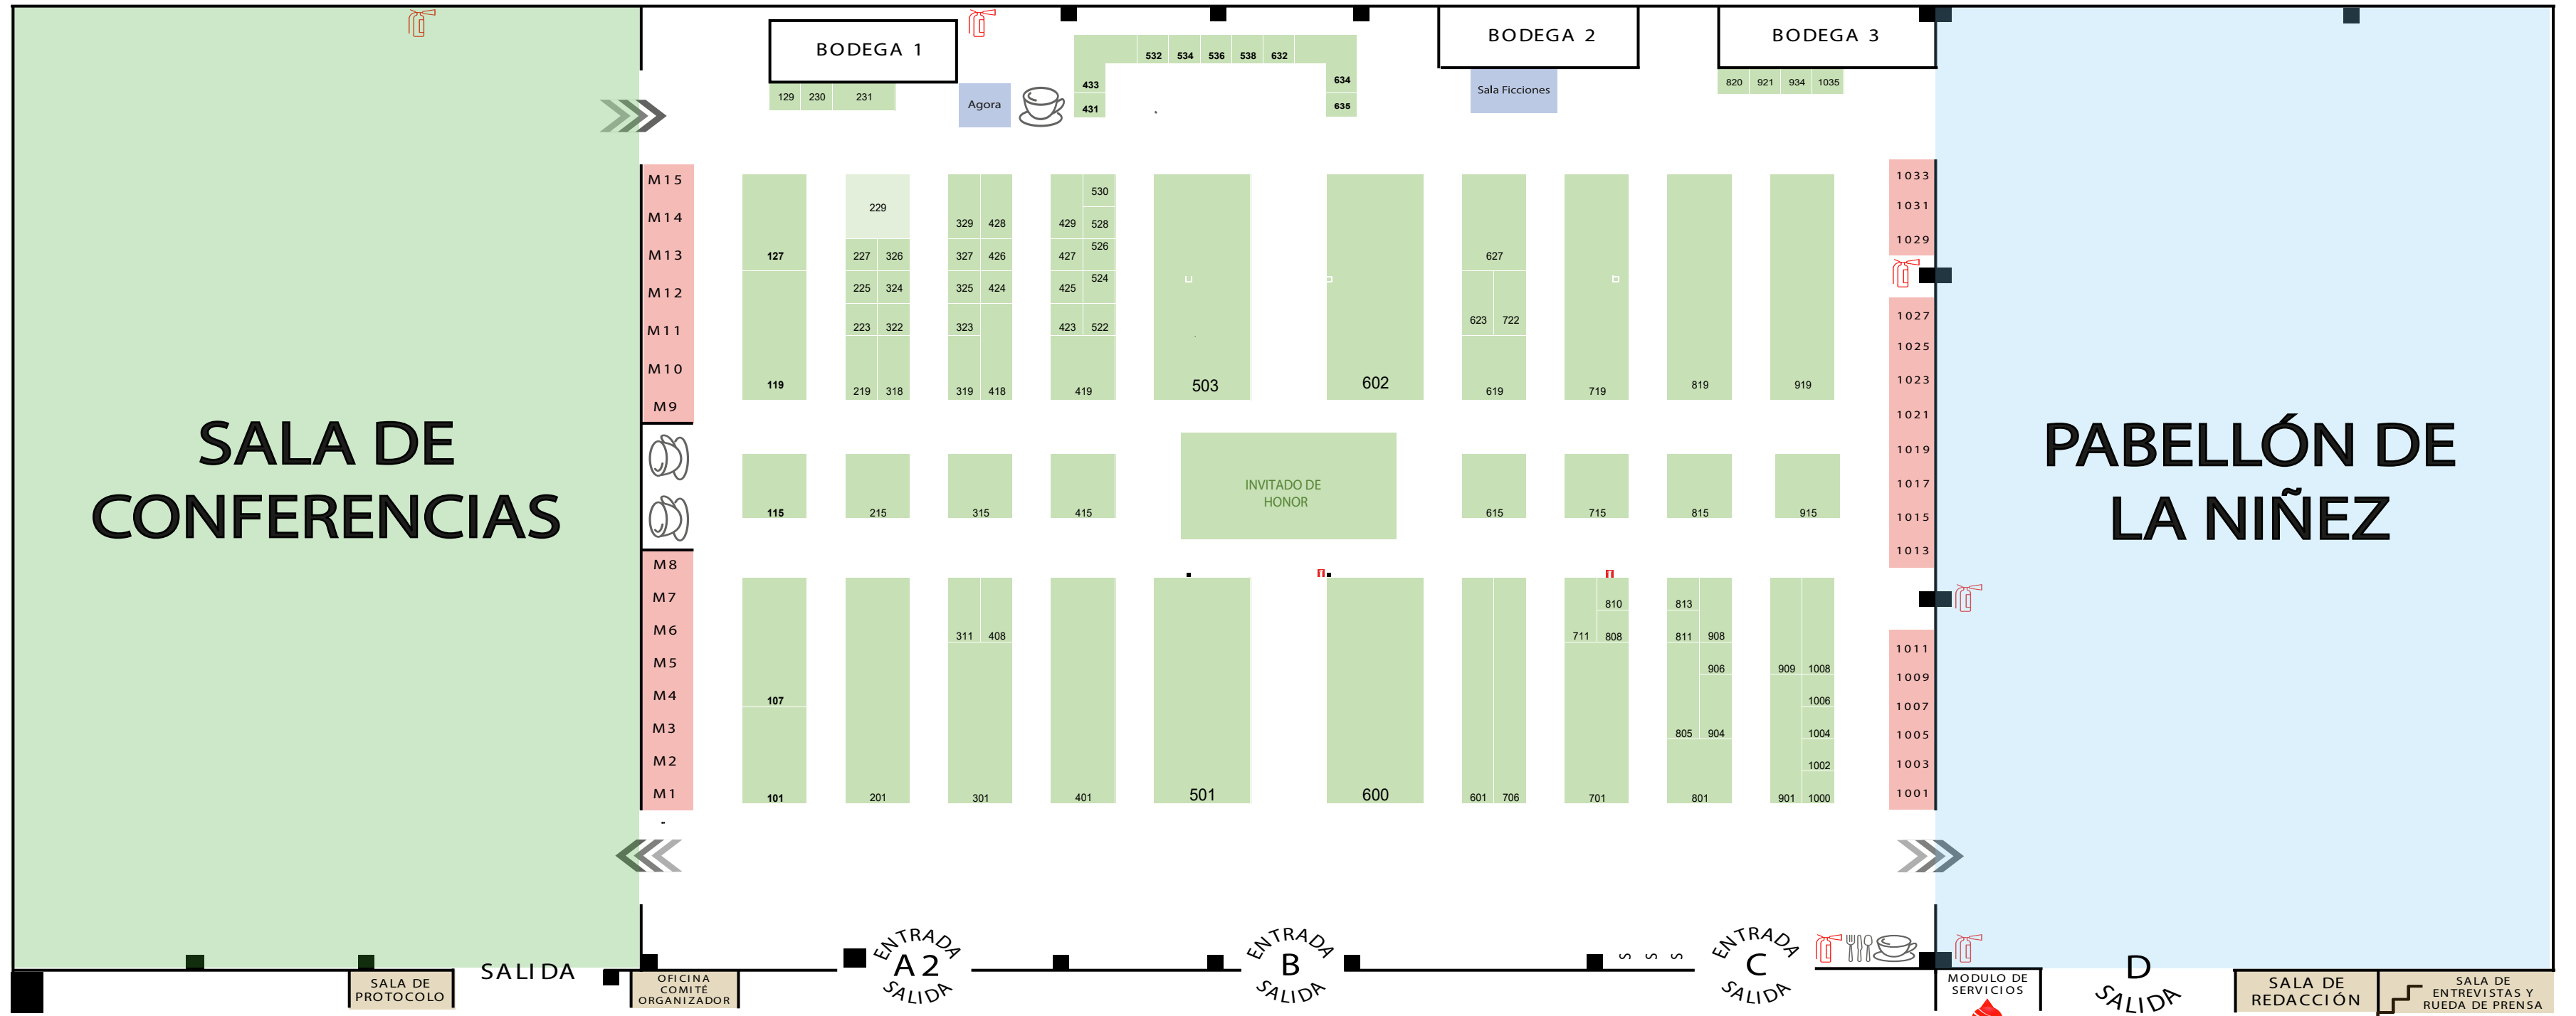 BODEGA 1
BODEGA 2
BODEGA 3
532 534 536 538 632
433
431
634
635
129 230 231
Agora
Sala Ficciones
820 921 934 1035
M15
M14
M13
M12
M11
M10
M9
127
119
229
227 326
225 324
223 322
219 318
329 428
327 426
325 424
323
319 418
530
429 528
526
427
524
425
423 522
419
503
602
627
623 722
619
719
819
919
1033
1031
1029
1027
1025
1023
1021
1019
1017
1015
1013
SALA DE
CONFERENCIAS
PABELLÓN DE
LA NIÑEZ
115
215
315
415
INVITADO DE
HONOR
615
715
815
915
M8
M7
M6
M5
M4
M3
M2
M1
-
107
101
201
311 408
301
401
501
600
601 706
810
711 808
701
813
811 908
906
805 904
801
909 1008
1006
1004
1002
901 1000
1011
1009
1007
1005
1003
1001
SALA DE
PROTOCOLO
SALIDA
OFICINA
COMITÉ
ORGANIZADOR
ENTRADA
A2
SALIDA
ENTRADA
B
SALIDA
S S S
ENTRADA
C
SALIDA
MODULO DE
SERVICIOS
D
SALIDA
SALA DE
REDACCIÓN
SALA DE
ENTREVISTAS Y
RUEDA DE PRENSA